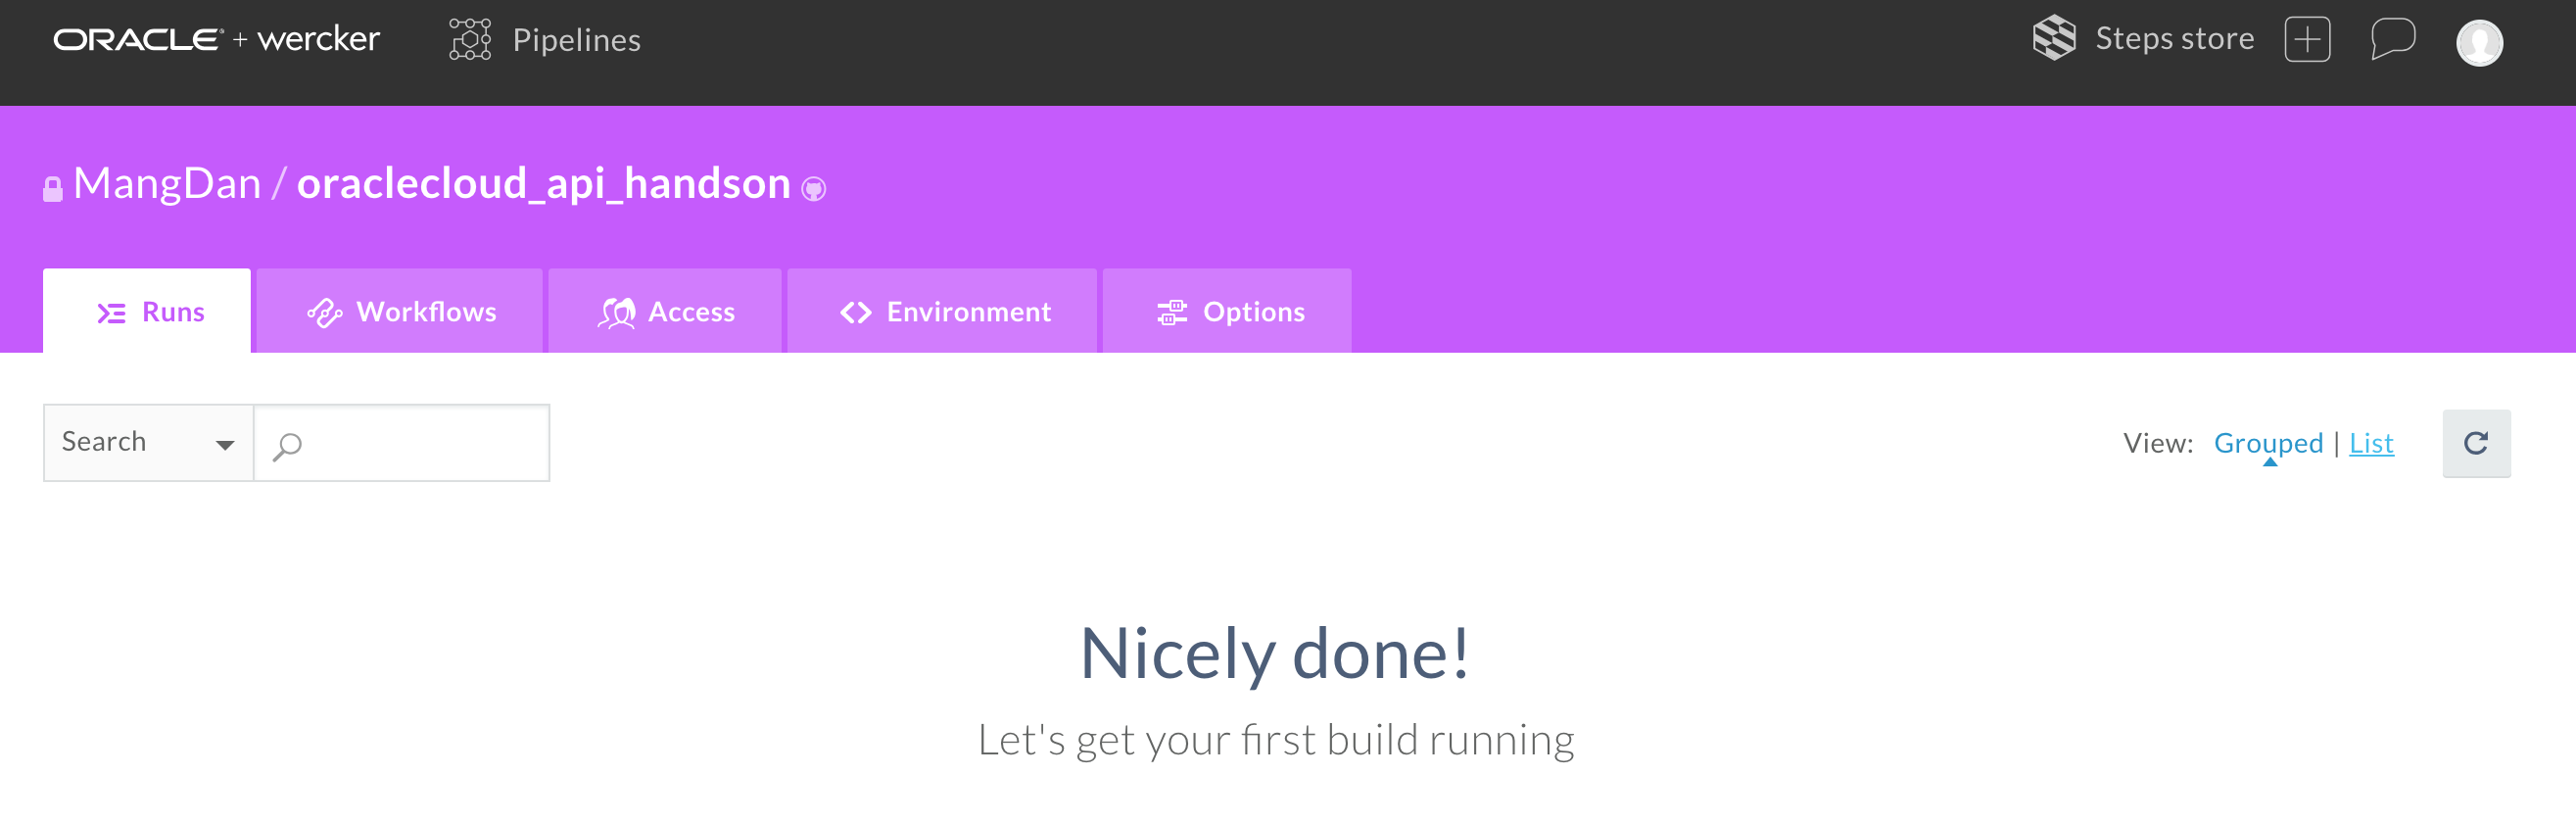 ORACLE® + wercker Pipelines Steps store
MangDan / oraclecloud_api_handson
Runs Workflows Access Environment Options
Search View: Grouped | List
Nicely done!
Let's get your first build running